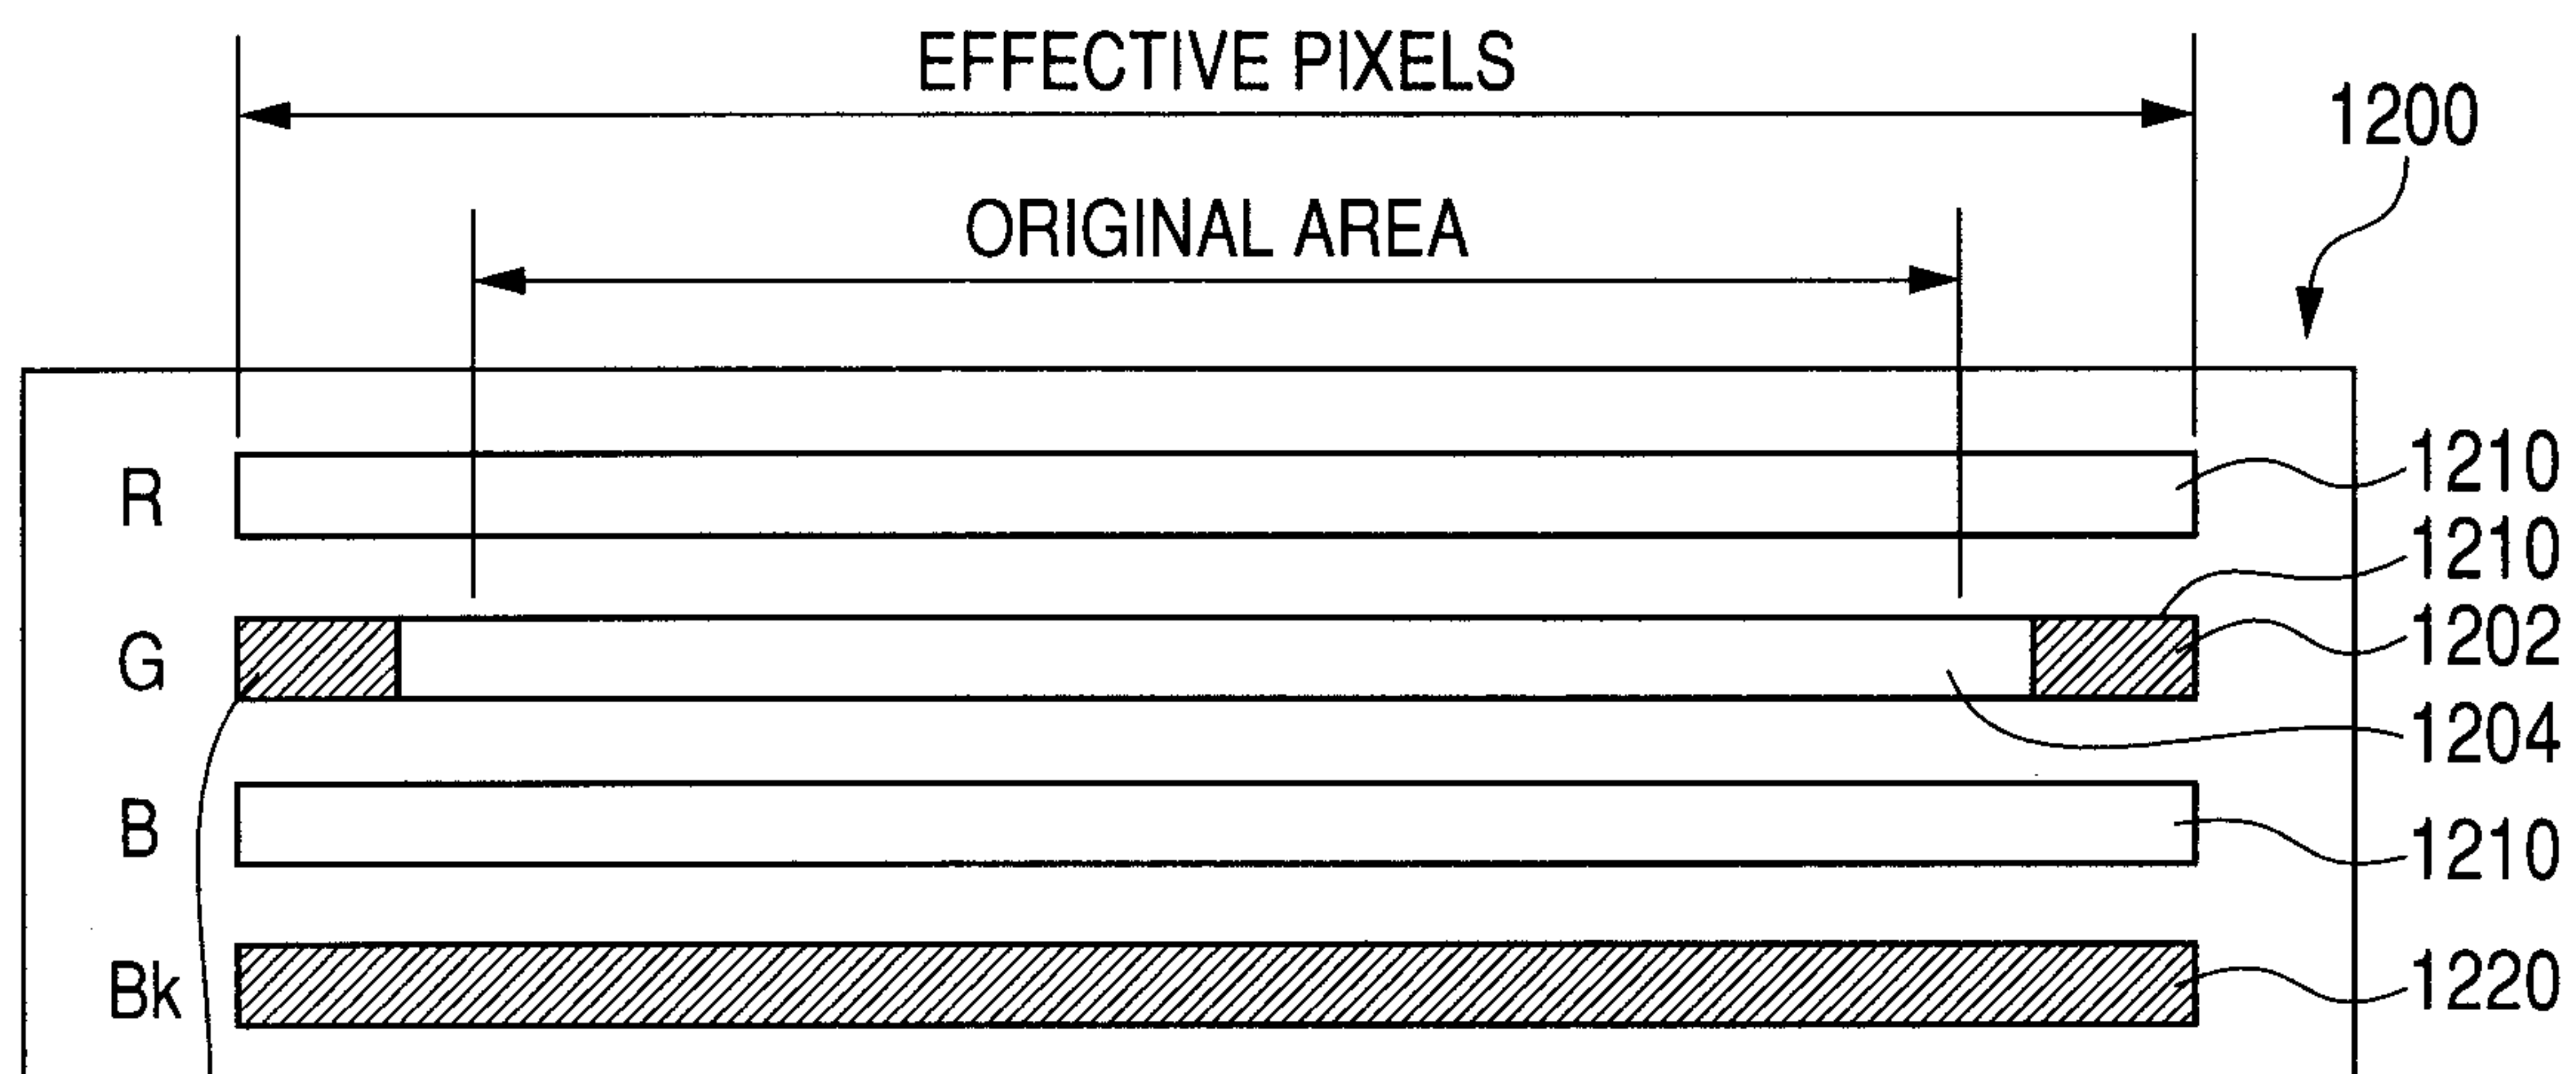 EFFECTIVE PIXELS
1200
ORIGINAL AREA
R
1210
1210
G
1202
1204
B
1210
Bk
1220